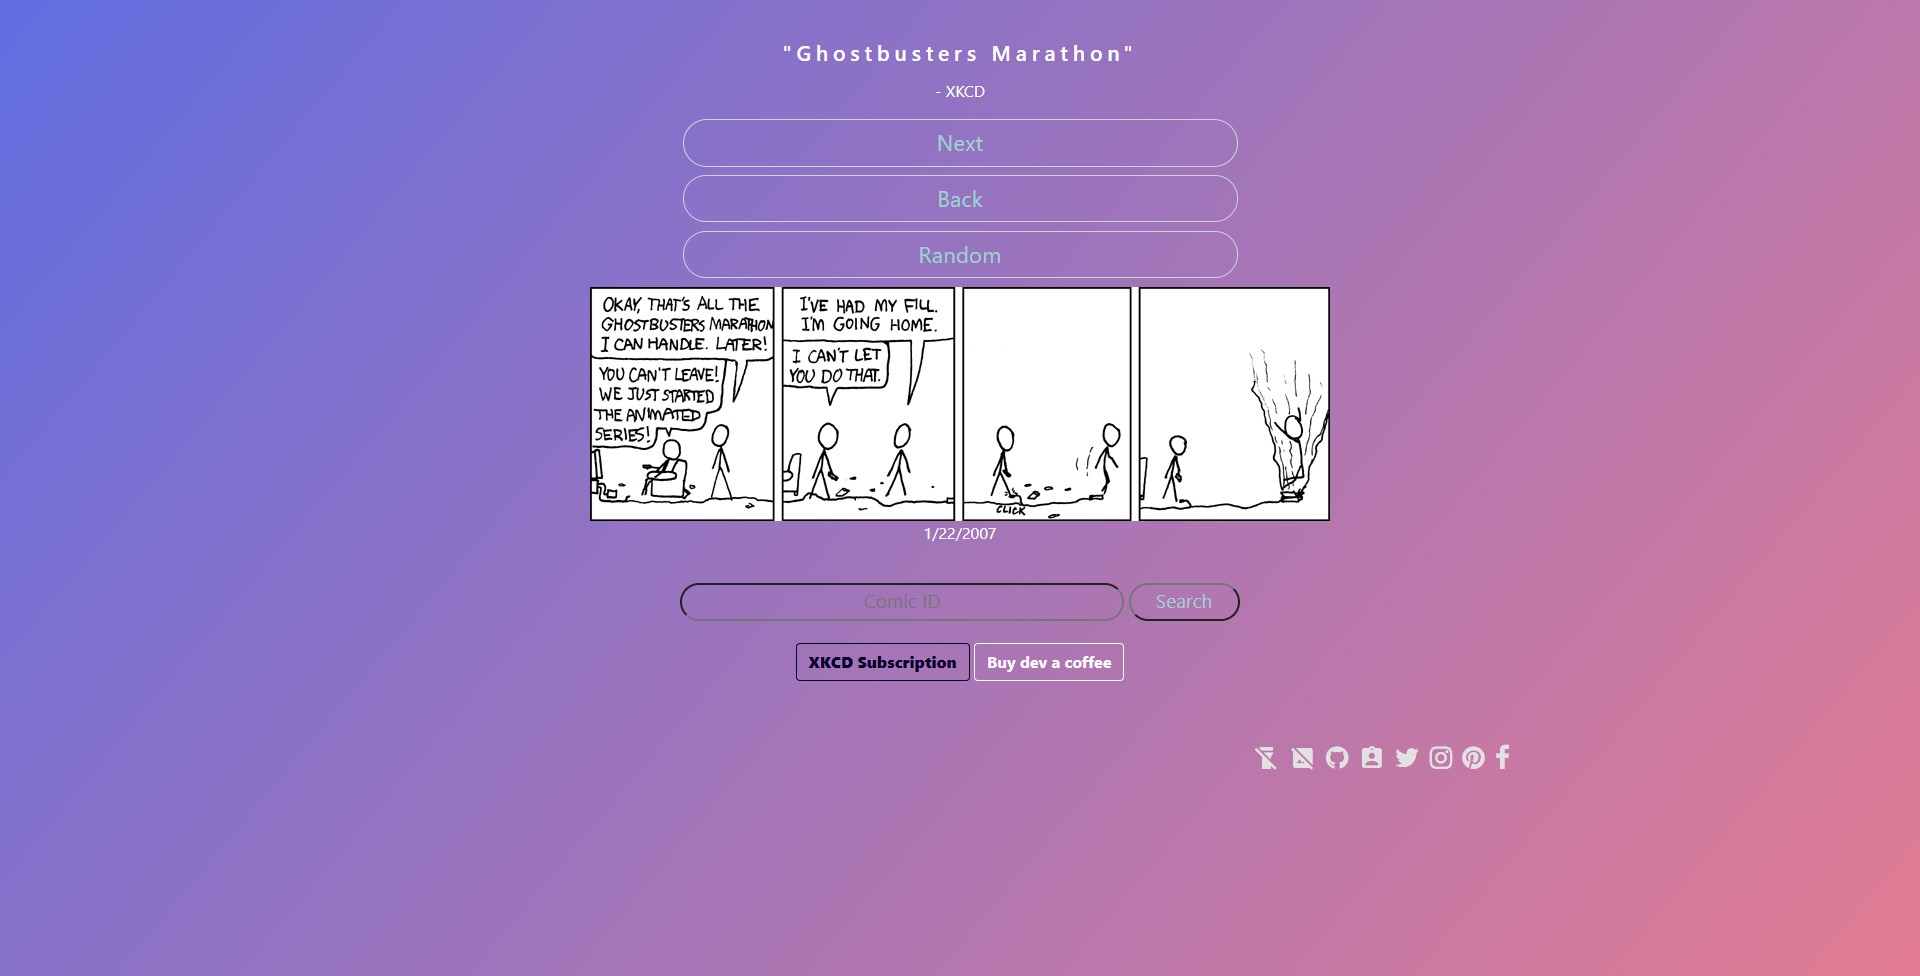 "Ghostbusters Marathon"
- XKCD
Next
Back
Random
OKAY, THAT'S ALL THE
GHOSTBUSTERS MARATHON
I CAN HANDLE. LATER!
YOU CAN'T LEAVE!
WE JUST STARTED
THE ANIMATED
SERIES!
I'VE HAD MY FILL.
I'M GOING HOME.
I CAN'T LET
YOU DO THAT.
CLICK
1/22/2007
Comic ID
Search
XKCD Subscription
Buy dev a coffee